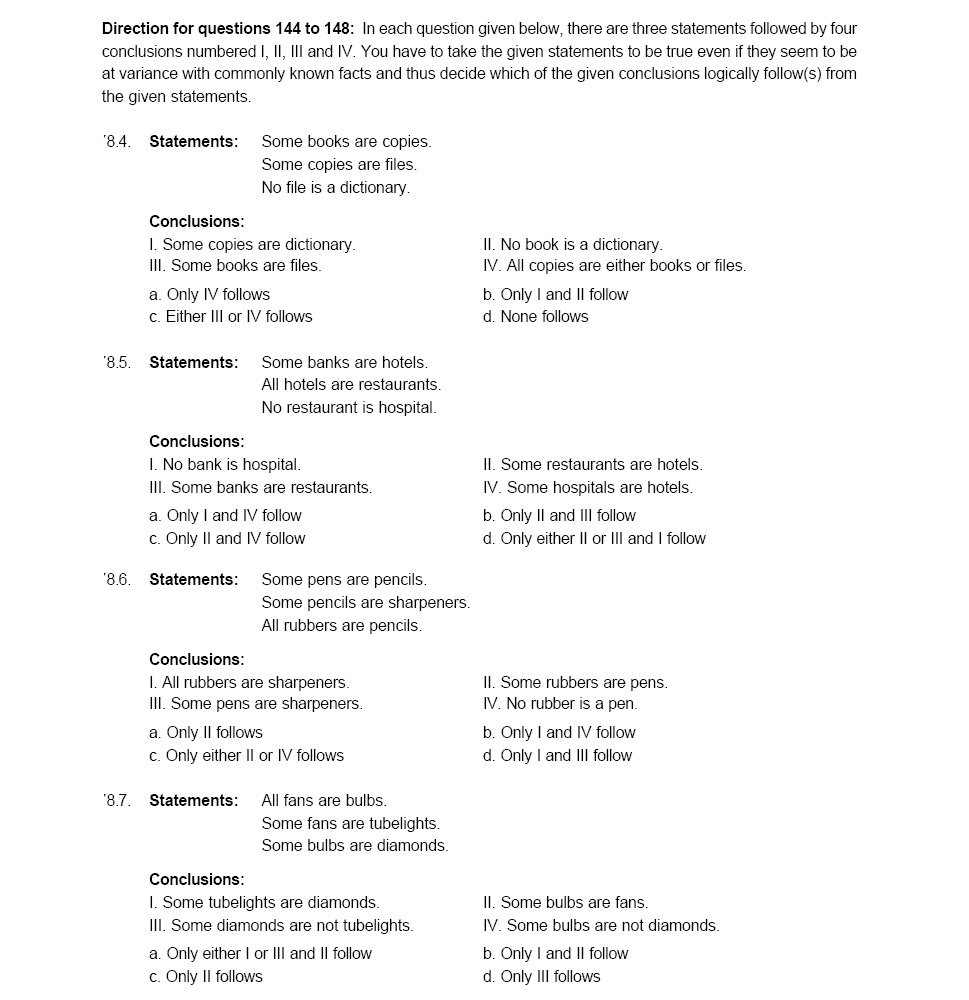 Direction for questions 144 to 148: In each question given below, there are three statements followed by four
conclusions numbered I, II, III and IV. You have to take the given statements to be true even if they seem to be
at variance with commonly known facts and thus decide which of the given conclusions logically follow(s) from
the given statements.
'8.4. Statements: Some books are copies.
Some copies are files.
No file is a dictionary.
Conclusions:
I. Some copies are dictionary. II. No book is a dictionary.
III. Some books are files. IV. All copies are either books or files.
a. Only IV follows b. Only I and II follow
c. Either III or IV follows d. None follows
'8.5. Statements: Some banks are hotels.
All hotels are restaurants.
No restaurant is hospital.
Conclusions:
I. No bank is hospital. II. Some restaurants are hotels.
III. Some banks are restaurants. IV. Some hospitals are hotels.
a. Only I and IV follow b. Only II and III follow
c. Only II and IV follow d. Only either II or III and I follow
'8.6. Statements: Some pens are pencils.
Some pencils are sharpeners.
All rubbers are pencils.
Conclusions:
I. All rubbers are sharpeners. II. Some rubbers are pens.
III. Some pens are sharpeners. IV. No rubber is a pen.
a. Only II follows b. Only I and IV follow
c. Only either II or IV follows d. Only I and III follow
'8.7. Statements: All fans are bulbs.
Some fans are tubelights.
Some bulbs are diamonds.
Conclusions:
I. Some tubelights are diamonds. II. Some bulbs are fans.
III. Some diamonds are not tubelights. IV. Some bulbs are not diamonds.
a. Only either I or III and II follow b. Only I and II follow
c. Only II follows d. Only III follows